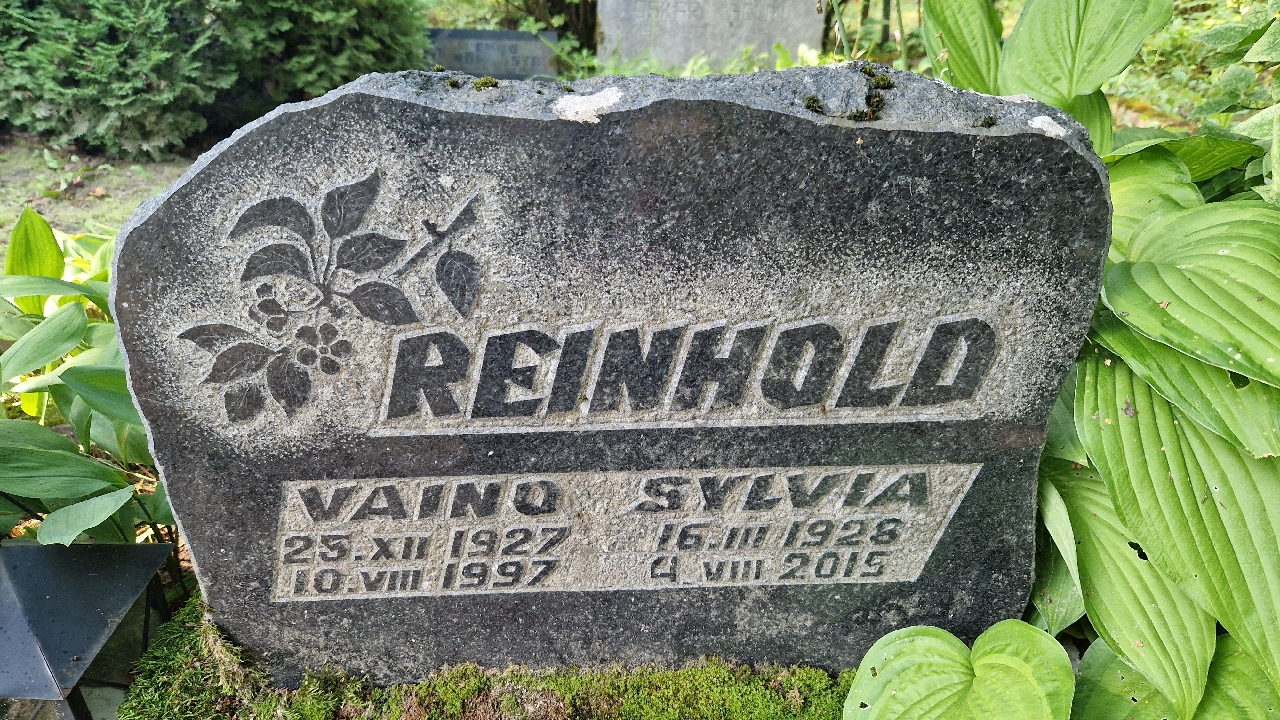 REINHOLD
VAINO SYLVIA
25.XII 1927 16.III 1928
10.VIII 1997 4.VIII 2015